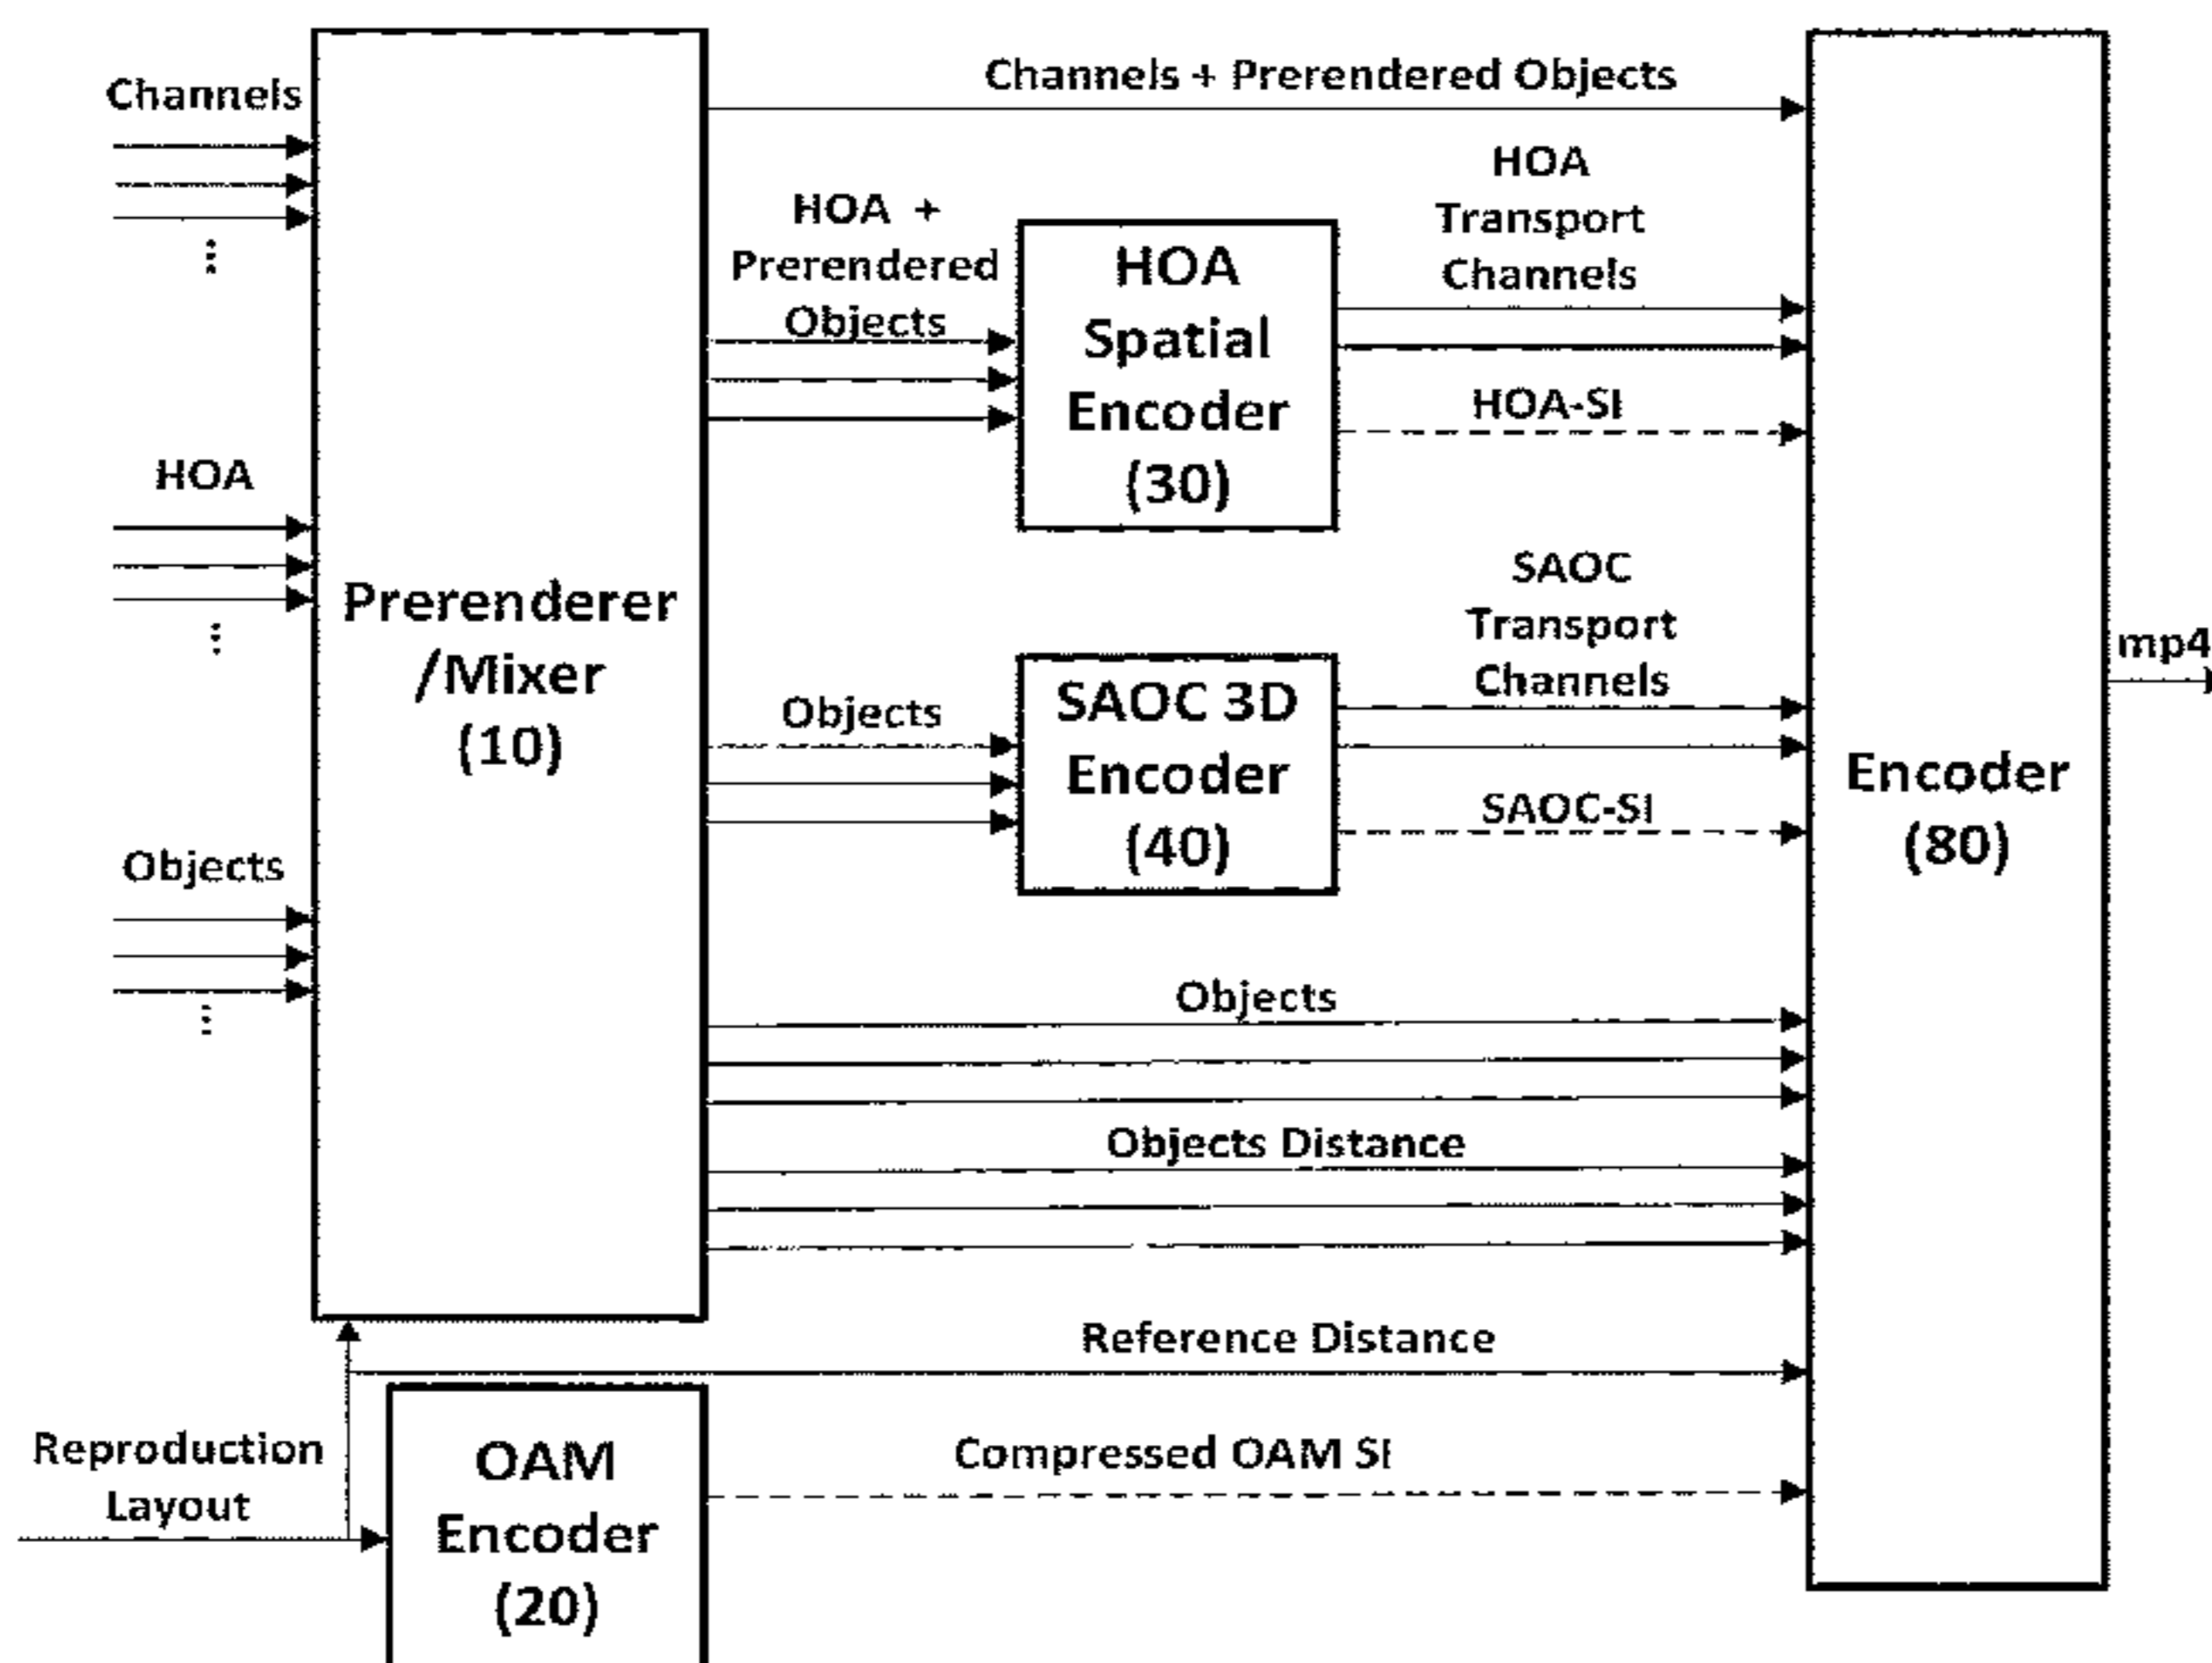 Channels
...
HOA
...
Objects
...
Reproduction
Layout
Prerenderer
/Mixer
(10)
OAM
Encoder
(20)
Channels + Prerendered Objects
HOA +
Prerendered
Objects
HOA
Spatial
Encoder
(30)
HOA
Transport
Channels
HOA-SI
Objects
SAOC 3D
Encoder
(40)
SAOC
Transport
Channels
SAOC-SI
Objects
Objects Distance
Reference Distance
Compressed OAM SI
Encoder
(80)
mp4